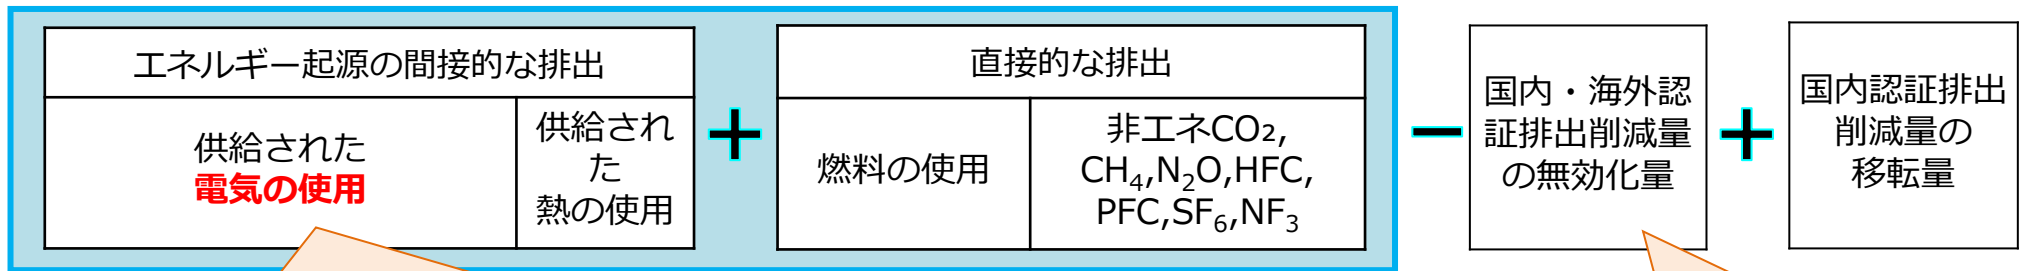 エネルギー起源の間接的な排出
供給された
電気の使用
供給され
た
熱の使用
+
直接的な排出
燃料の使用
非エネCO₂,
CH₄,N₂O,HFC,
PFC,SF₆,NF₃
−
国内・海外認
証排出削減量
の無効化量
+
国内認証排出
削減量の
移転量